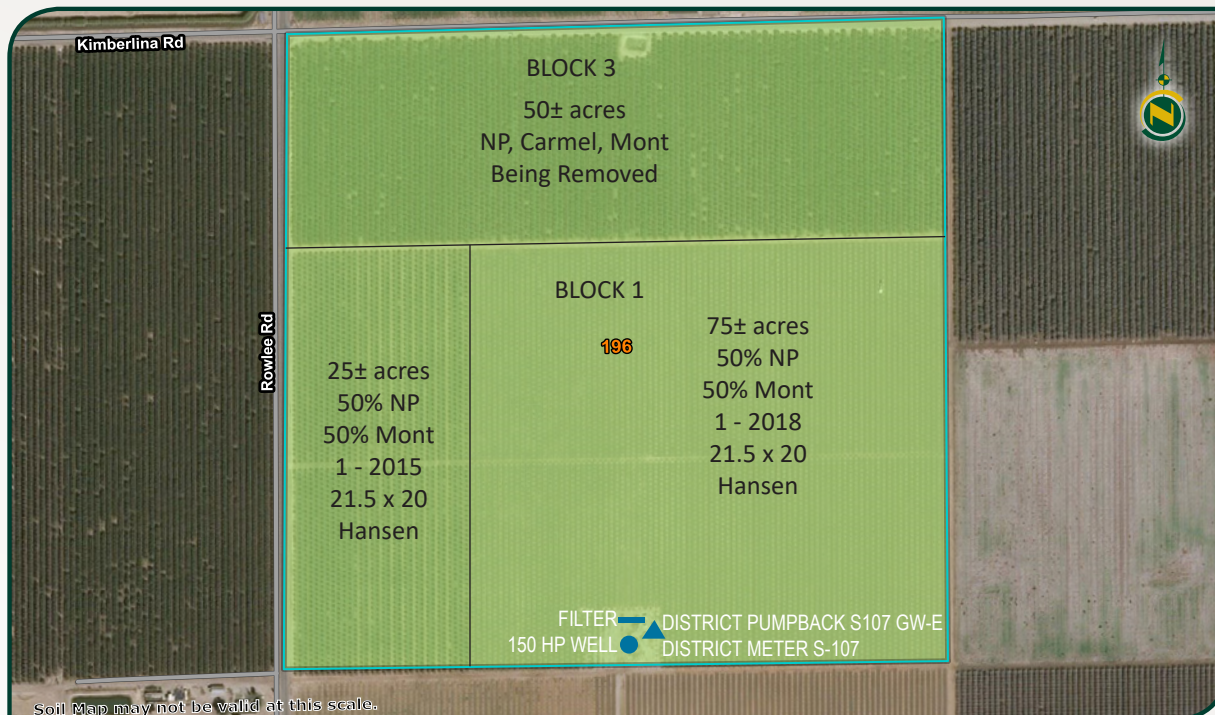 Kimberlina Rd
BLOCK 3
50± acres
NP, Carmel, Mont
Being Removed
N
Rowlee Rd
BLOCK 1
196
25± acres
50% NP
50% Mont
1 - 2015
21.5 x 20
Hansen
75± acres
50% NP
50% Mont
1 - 2018
21.5 x 20
Hansen
FILTER
DISTRICT PUMPBACK S107 GW-E
150 HP WELL
DISTRICT METER S-107
Soil Map may not be valid at this scale.